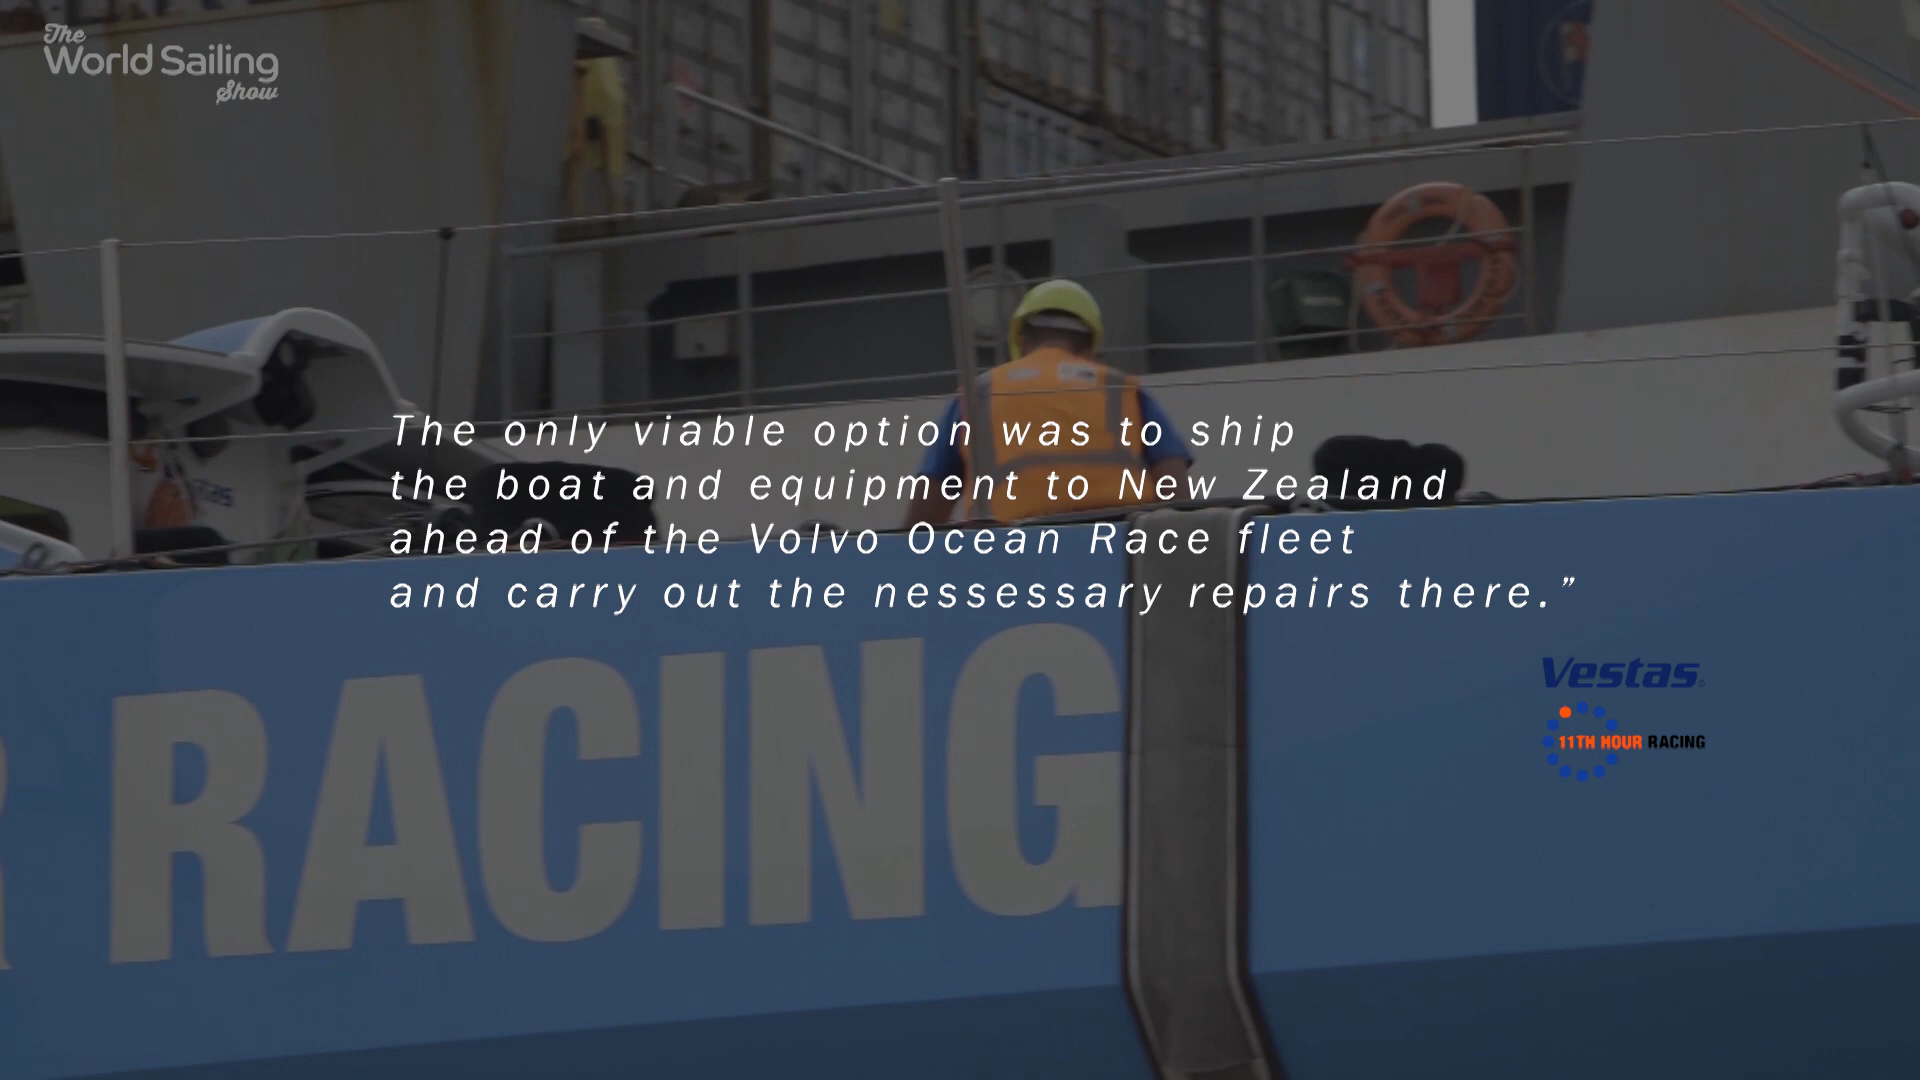 The
World Sailing
Show
The only viable option was to ship
the boat and equipment to New Zealand
ahead of the Volvo Ocean Race fleet
and carry out the nessessary repairs there.”
Vestas
11TH HOUR RACING
RACING